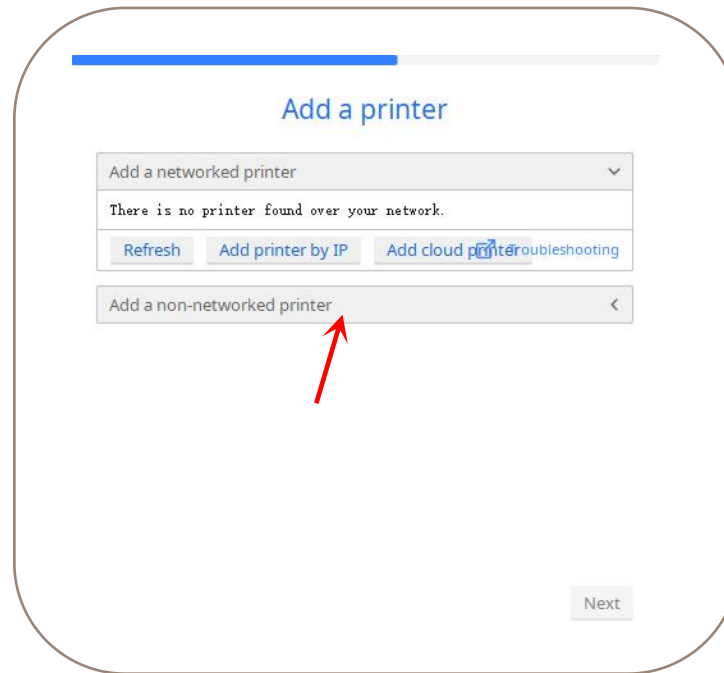 Add a printer
Add a networked printer
There is no printer found over your network.
Refresh Add printer by IP Add cloud printer Troubleshooting
Add a non-networked printer
Next